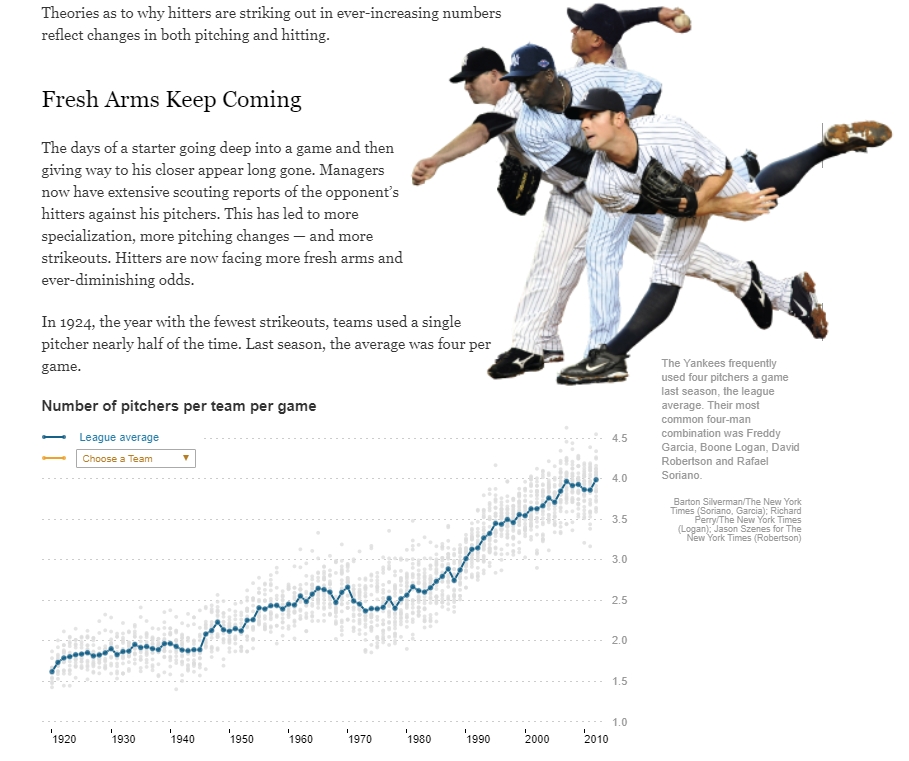 Theories as to why hitters are striking out in ever-increasing numbers
reflect changes in both pitching and hitting.
Fresh Arms Keep Coming
The days of a starter going deep into a game and then
giving way to his closer appear long gone. Managers
now have extensive scouting reports of the opponent's
hitters against his pitchers. This has led to more
specialization, more pitching changes — and more
strikeouts. Hitters are now facing more fresh arms and
ever-diminishing odds.
In 1924, the year with the fewest strikeouts, teams used a single
pitcher nearly half of the time. Last season, the average was four per
game.
The Yankees frequently
used four pitchers a game
last season, the league
average. Their most
common four-man
combination was Freddy
Garcia, Boone Logan, David
Robertson and Rafael
Soriano.
Barton Silverman/The New York
Times (Soriano, Garcia); Richard
Perry/The New York Times
(Logan); Jason Szenes for The
New York Times (Robertson)
Number of pitchers per team per game
League average
Choose a Team
4.5
4.0
3.5
3.0
2.5
2.0
1.5
1.0
1920 1930 1940 1950 1960 1970 1980 1990 2000 2010